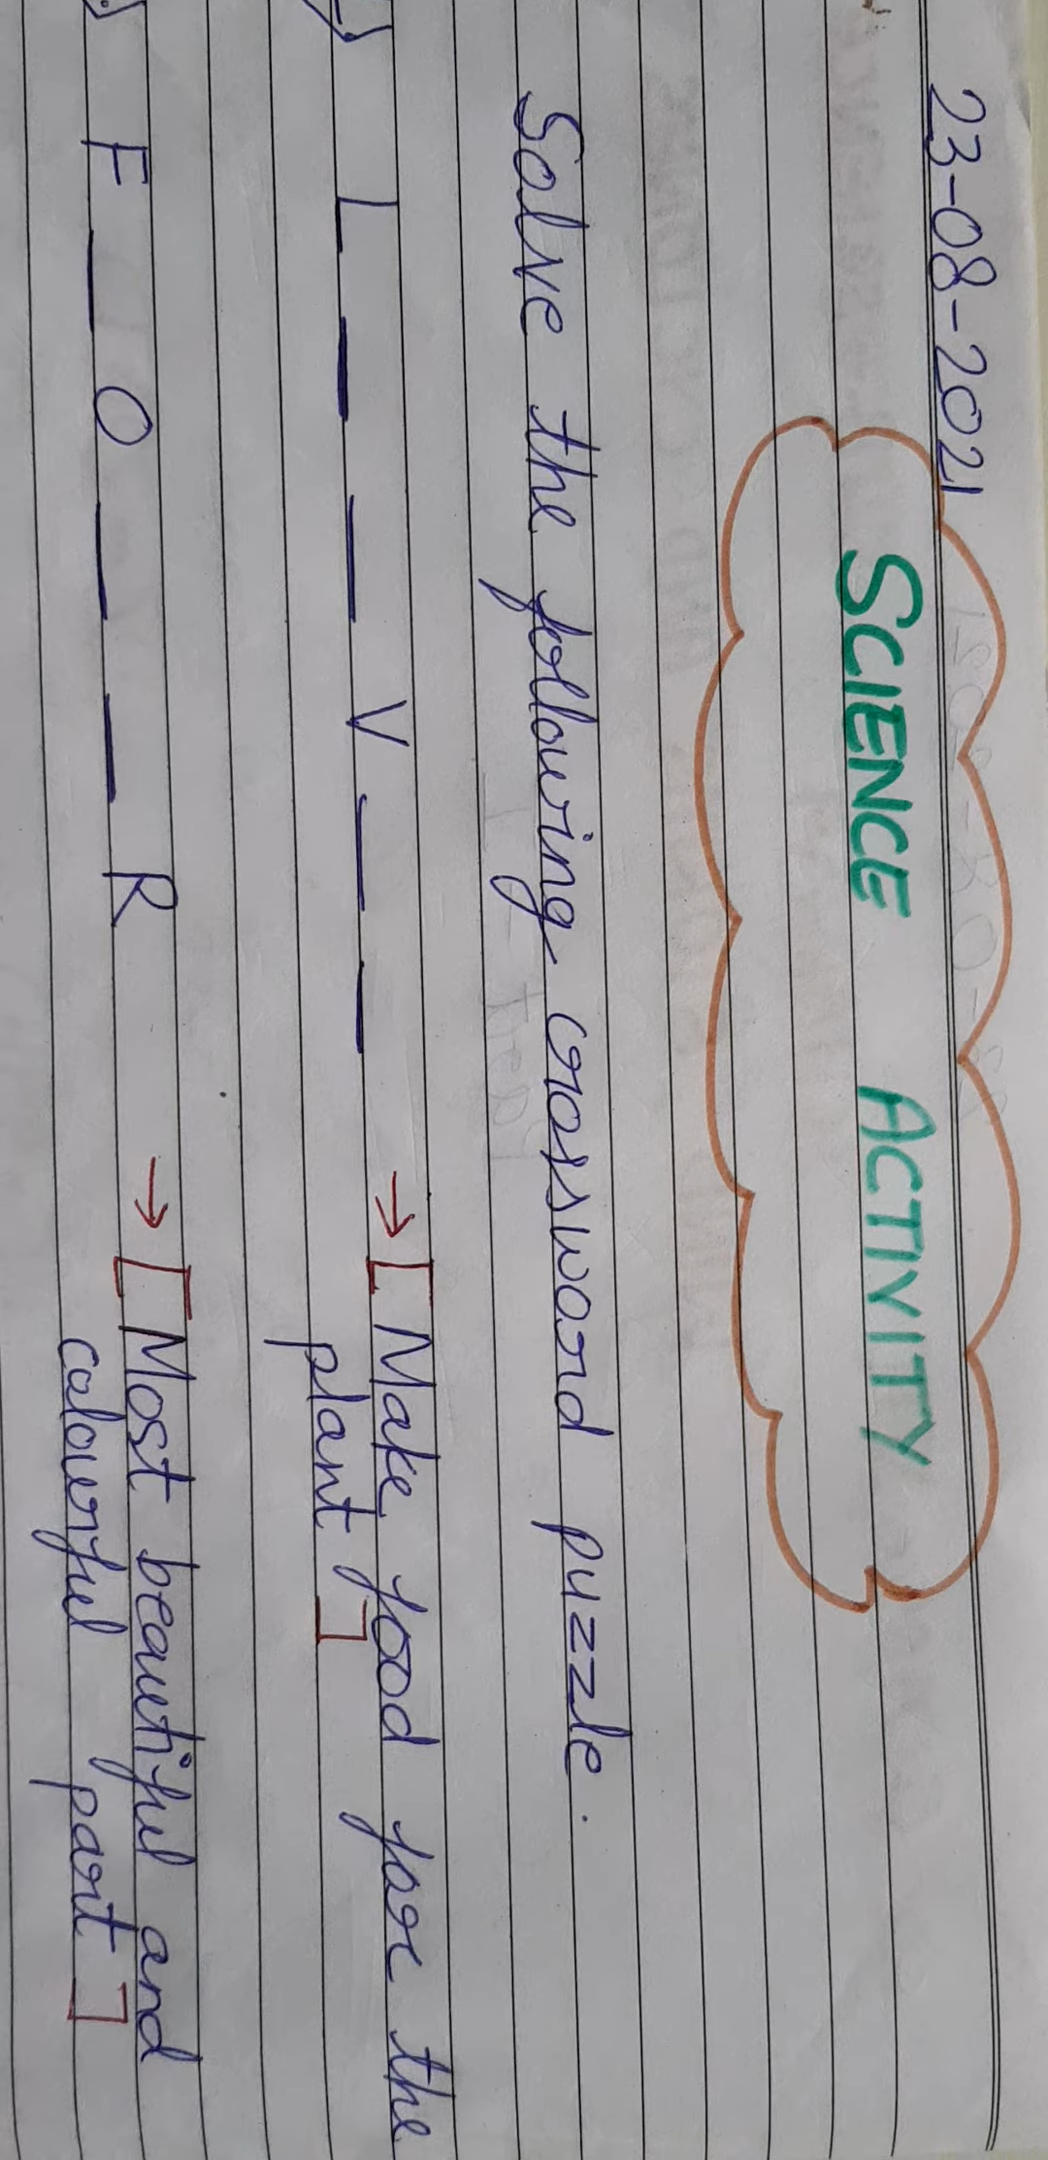 23-08-2021
SCIENCE ACTIVITY
Solve the following crossword puzzle.
L _ _ V _ _ → [Make food for the
plant]
F _ O _ _ R → [Most beautiful and
colourful part]